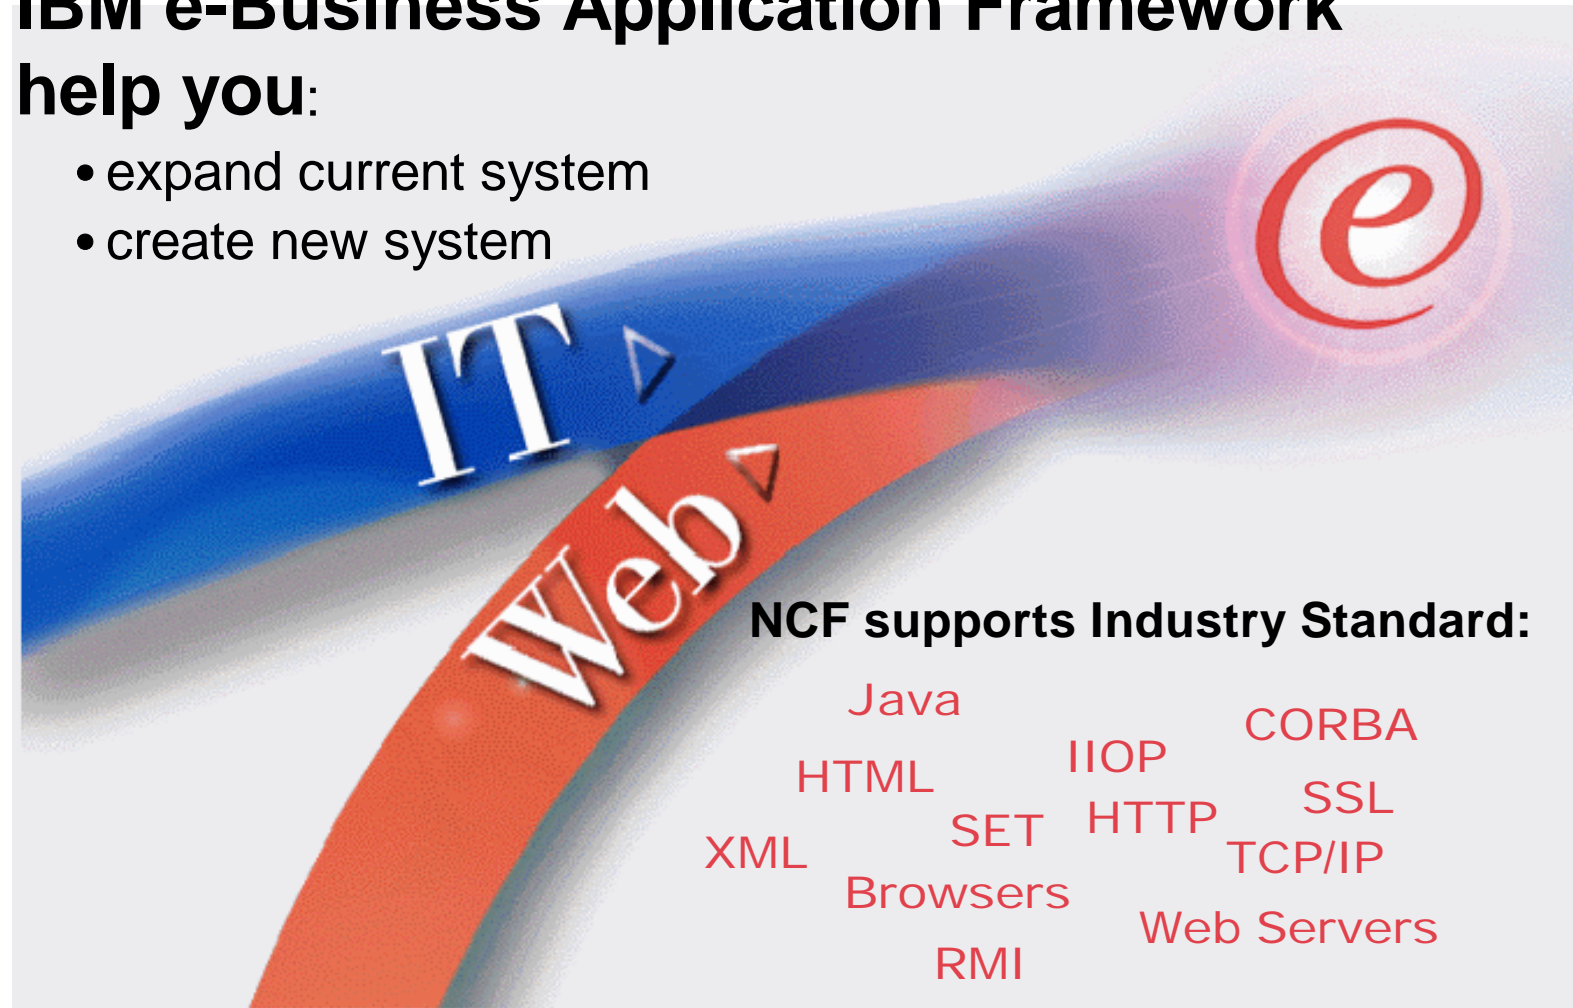 IBM e-Business Application Framework
help you:
• expand current system
• create new system
e
IT
Web
NCF supports Industry Standard:
Java
CORBA
IIOP
HTML
SSL
HTTP
SET
XML
TCP/IP
Browsers
Web Servers
RMI